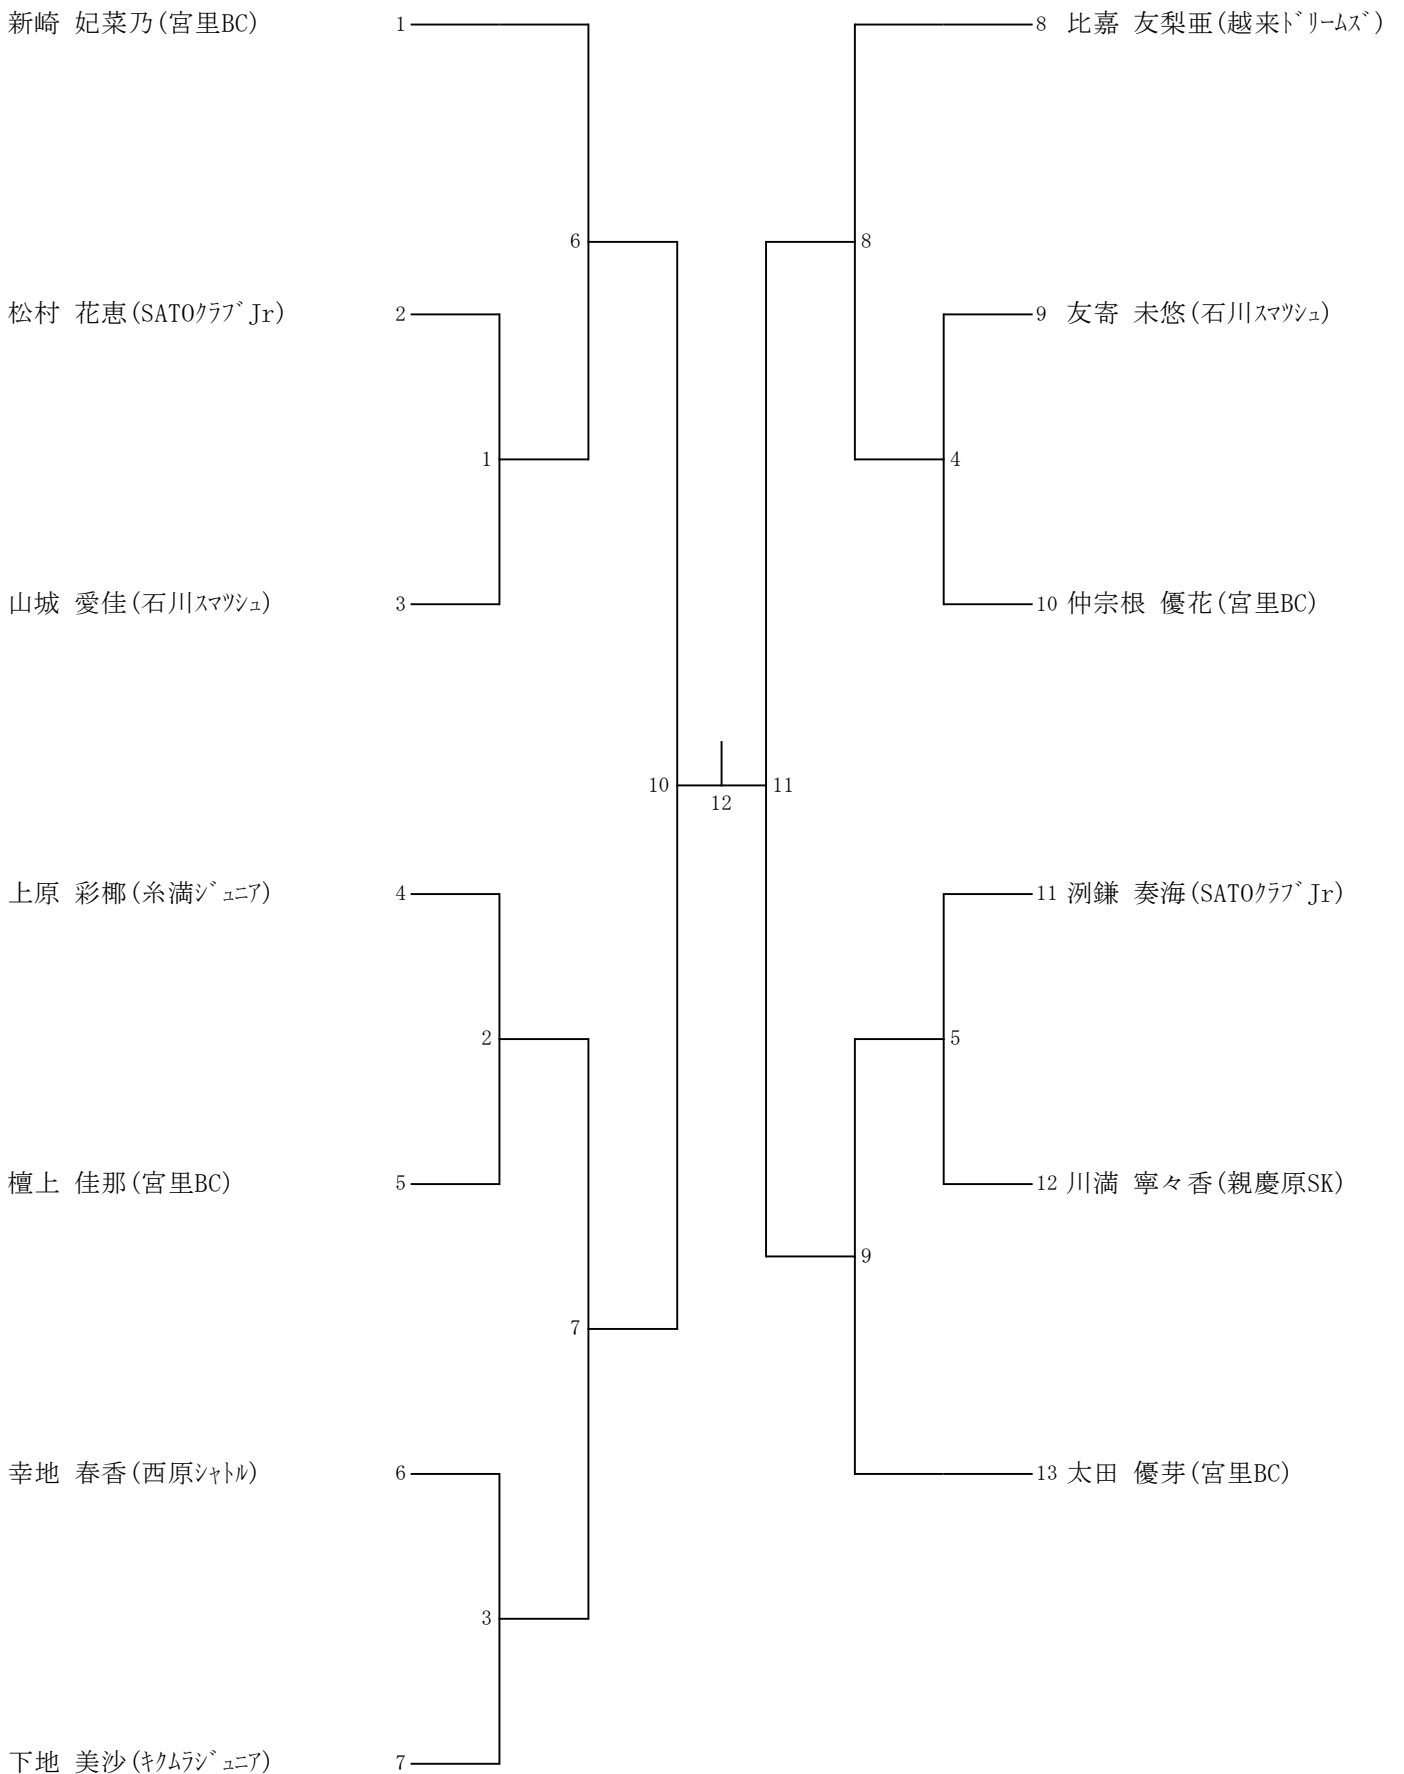 新崎 妃菜乃(宮里BC) 1
松村 花恵(SATOｸﾗﾌﾞJr) 2
山城 愛佳(石川ｽﾏｯｼｭ) 3
上原 彩椰(糸満ｼﾞｭﾆｱ) 4
檀上 佳那(宮里BC) 5
幸地 春香(西原ｼｬﾄﾙ) 6
下地 美沙(ｷｸﾑﾗｼﾞｭﾆｱ) 7
1
2
3
6
7
10
12
11
8
9
4
5
8 比嘉 友梨亜(越来ﾄﾞﾘｰﾑｽﾞ)
9 友寄 未悠(石川ｽﾏｯｼｭ)
10 仲宗根 優花(宮里BC)
11 洌鎌 奏海(SATOｸﾗﾌﾞJr)
12 川満 寧々香(親慶原SK)
13 太田 優芽(宮里BC)